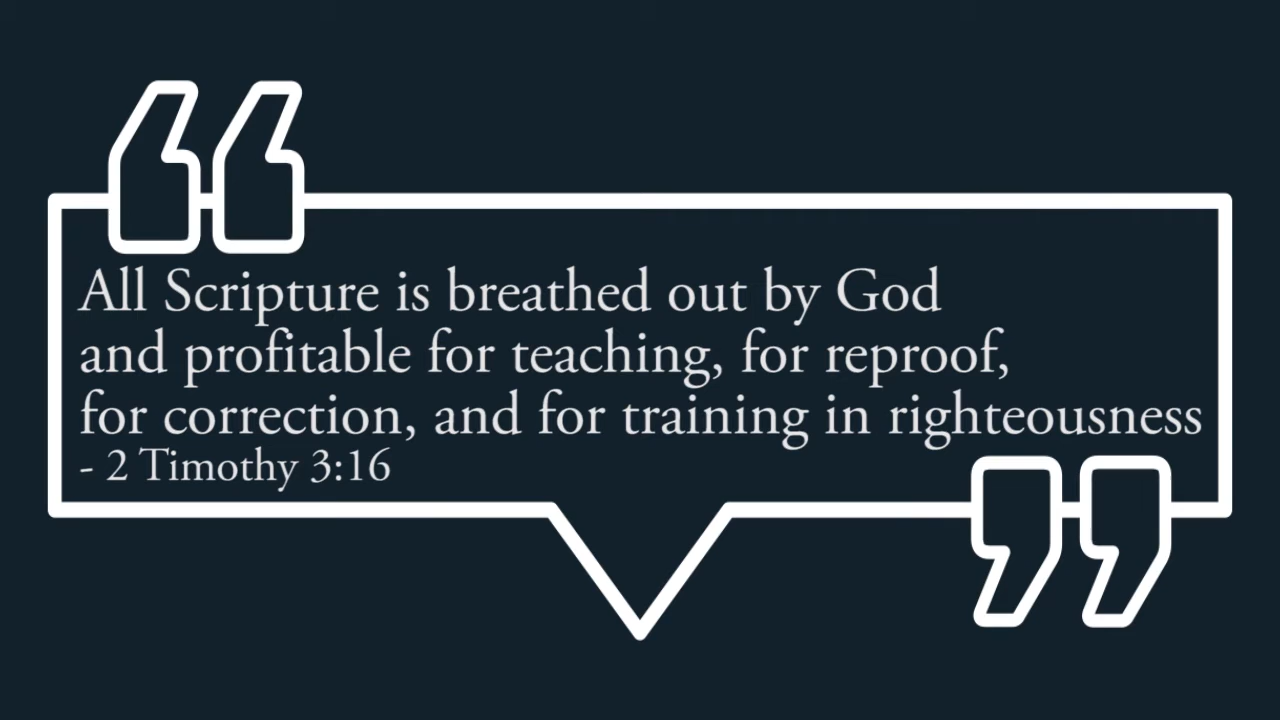 All Scripture is breathed out by God
and profitable for teaching, for reproof,
for correction, and for training in righteousness
- 2 Timothy 3:16